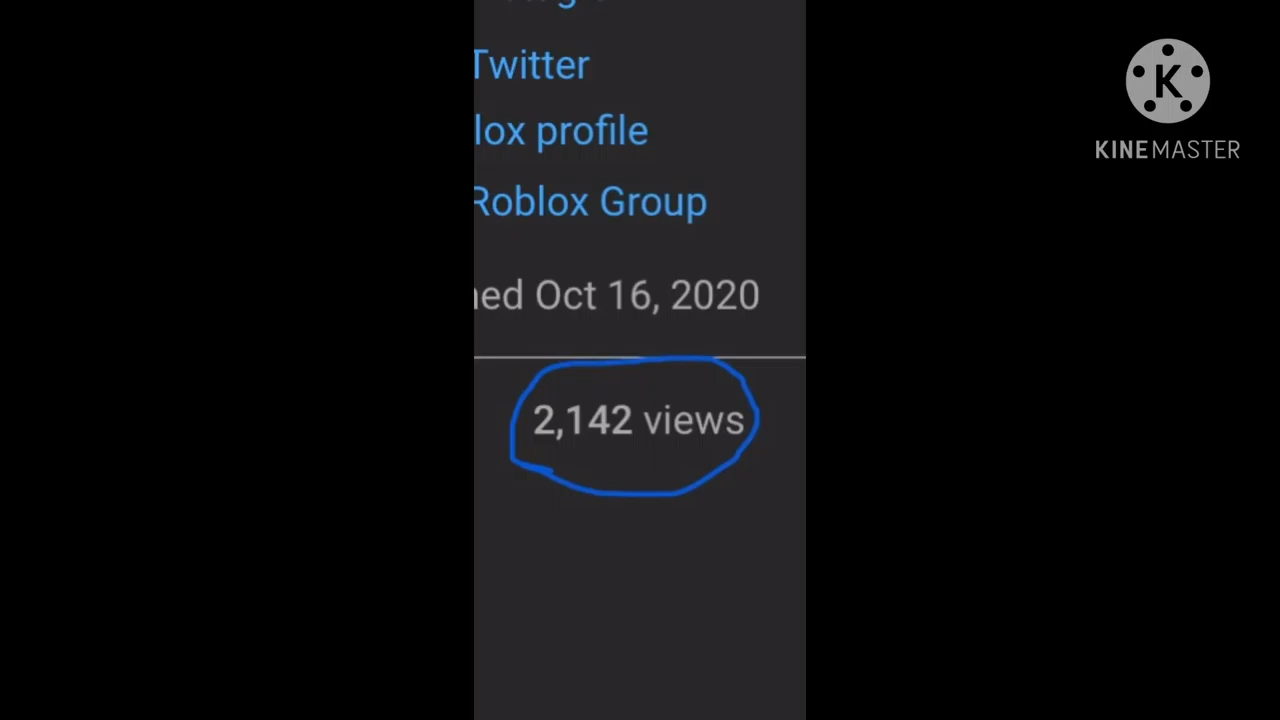 Twitter
lox profile
Roblox Group
ned Oct 16, 2020
2,142 views
K
KINEMASTER